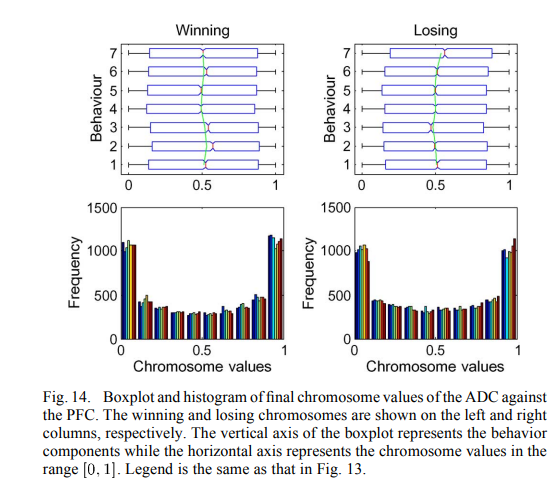 Winning
Losing
Behaviour
7
6
5
4
3
2
1
0
0.5
1
Behaviour
7
6
5
4
3
2
1
0
0.5
1
Frequency
1500
1000
500
0
0
0.5
1
Chromosome values
Frequency
1500
1000
500
0
0
0.5
1
Chromosome values
Fig. 14. Boxplot and histogram of final chromosome values of the ADC against
the PFC. The winning and losing chromosomes are shown on the left and right
columns, respectively. The vertical axis of the boxplot represents the behavior
components while the horizontal axis represents the chromosome values in the
range [0, 1]. Legend is the same as that in Fig. 13.